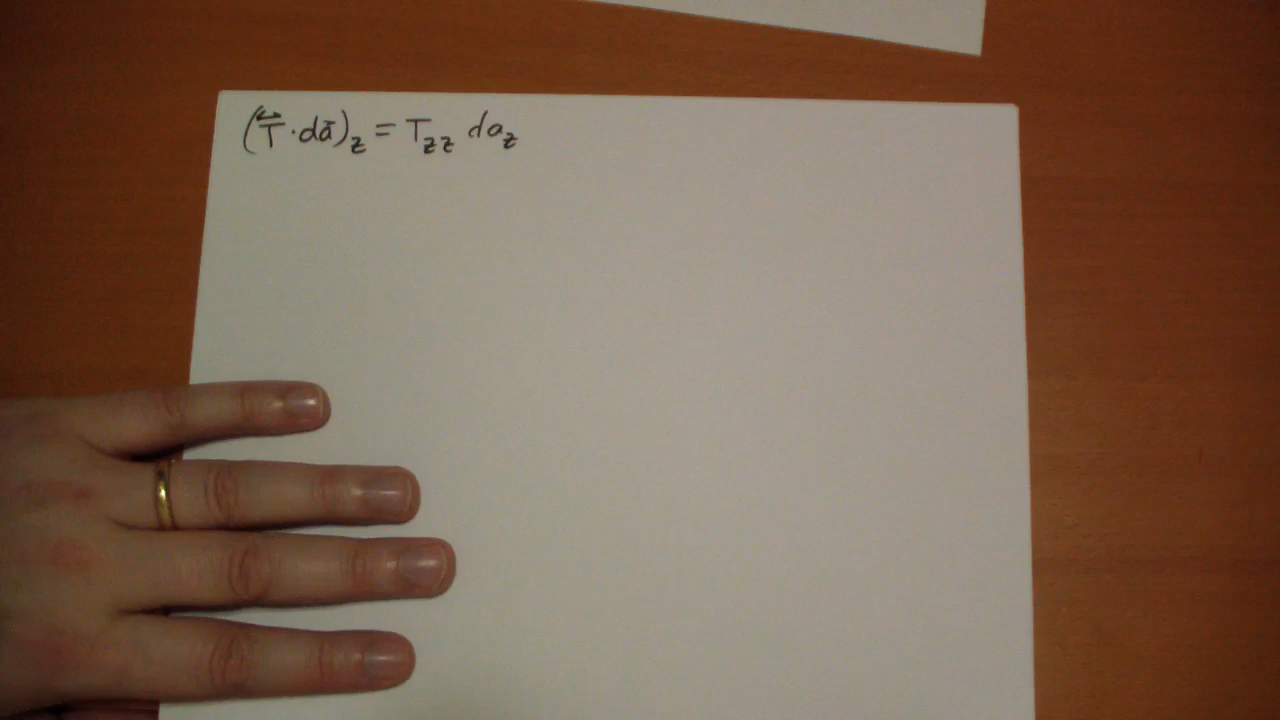 (T⃡ · dā)_z = T_zz da_z